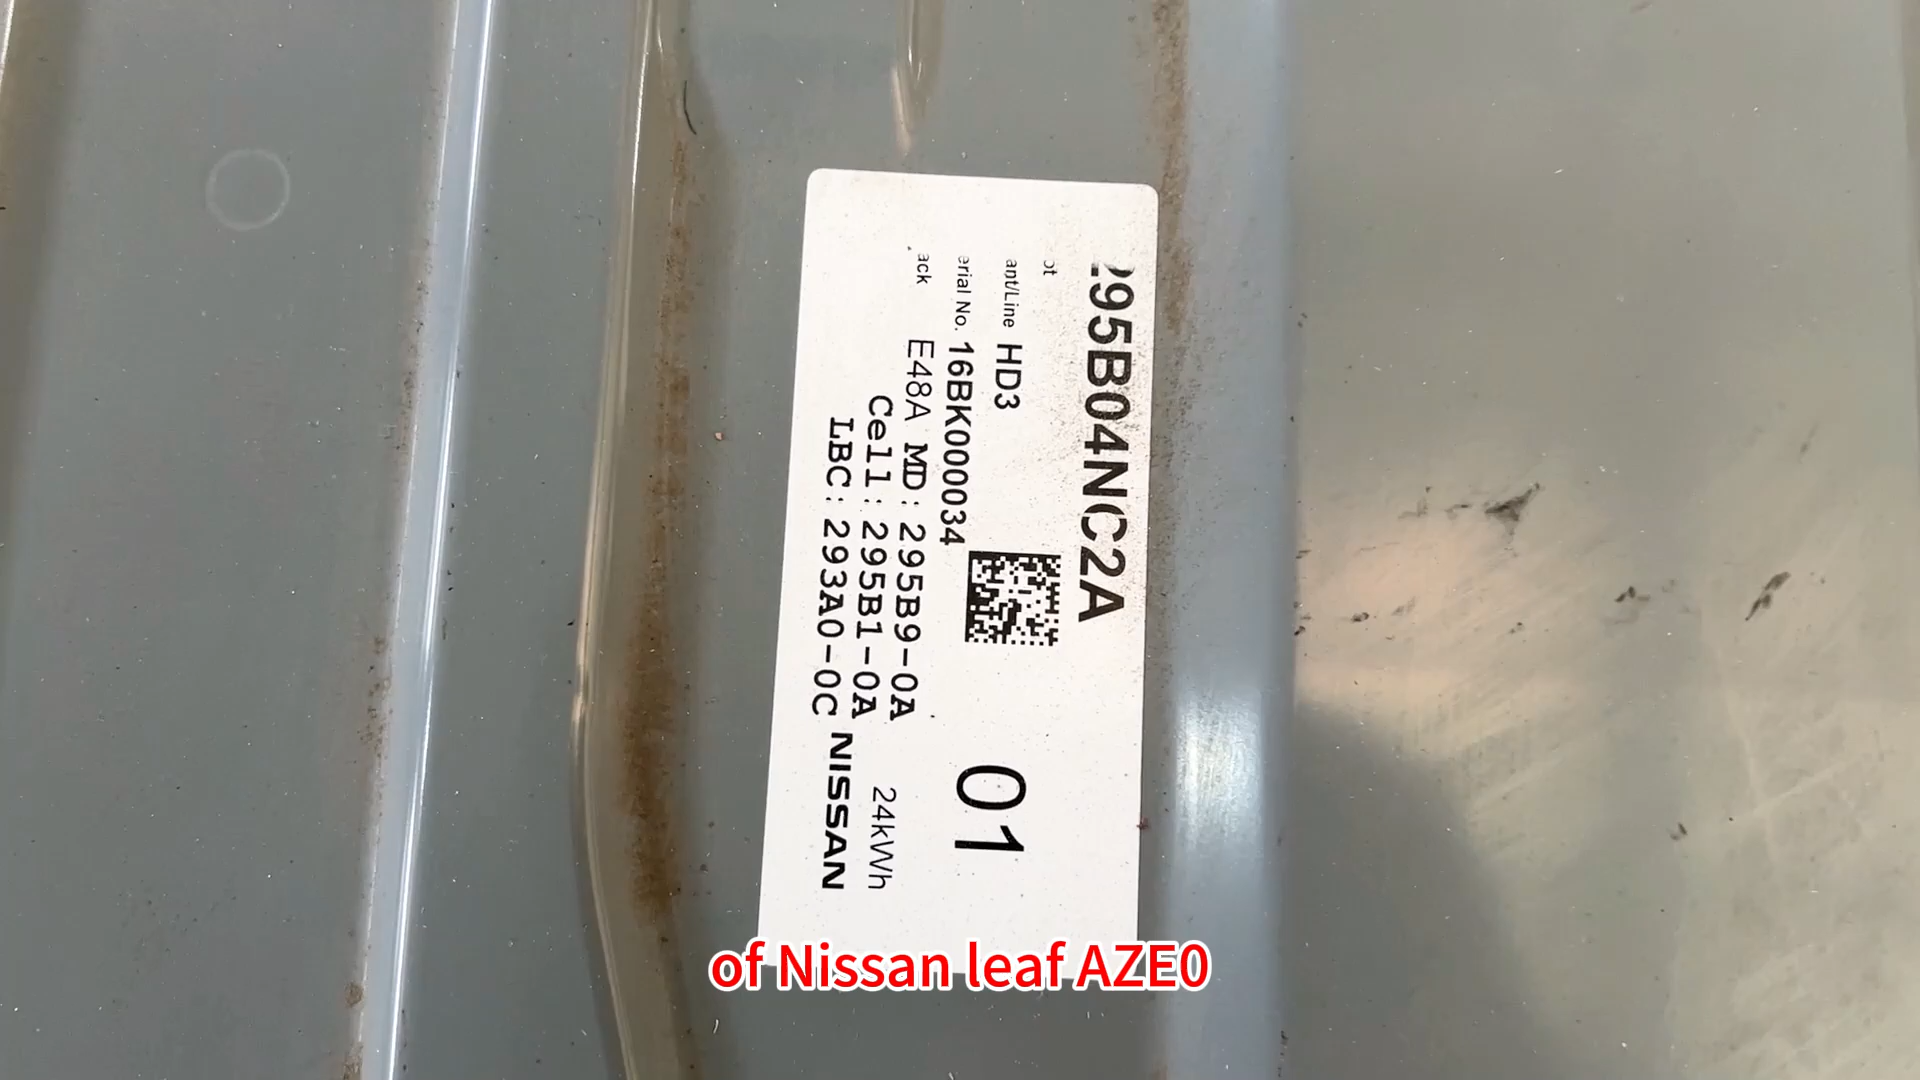 295B04NC2A
ot
ant/Line HD3
erial No. 16BK000034
01
ack E48A MD: 295B9-0A
Cell: 295B1-0A 24kWh
LBC: 293A0-0C NISSAN
of Nissan leaf AZE0